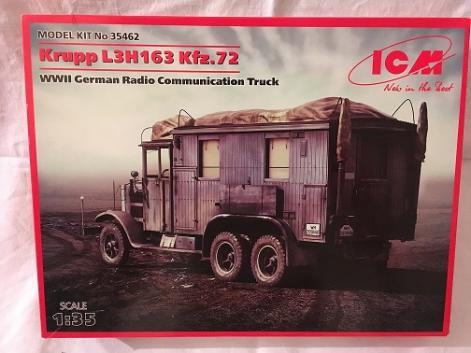 MODEL KIT No 35462
Krupp L3H163 Kfz.72
WWII German Radio Communication Truck
ICM
New in the Past
SCALE
1:35